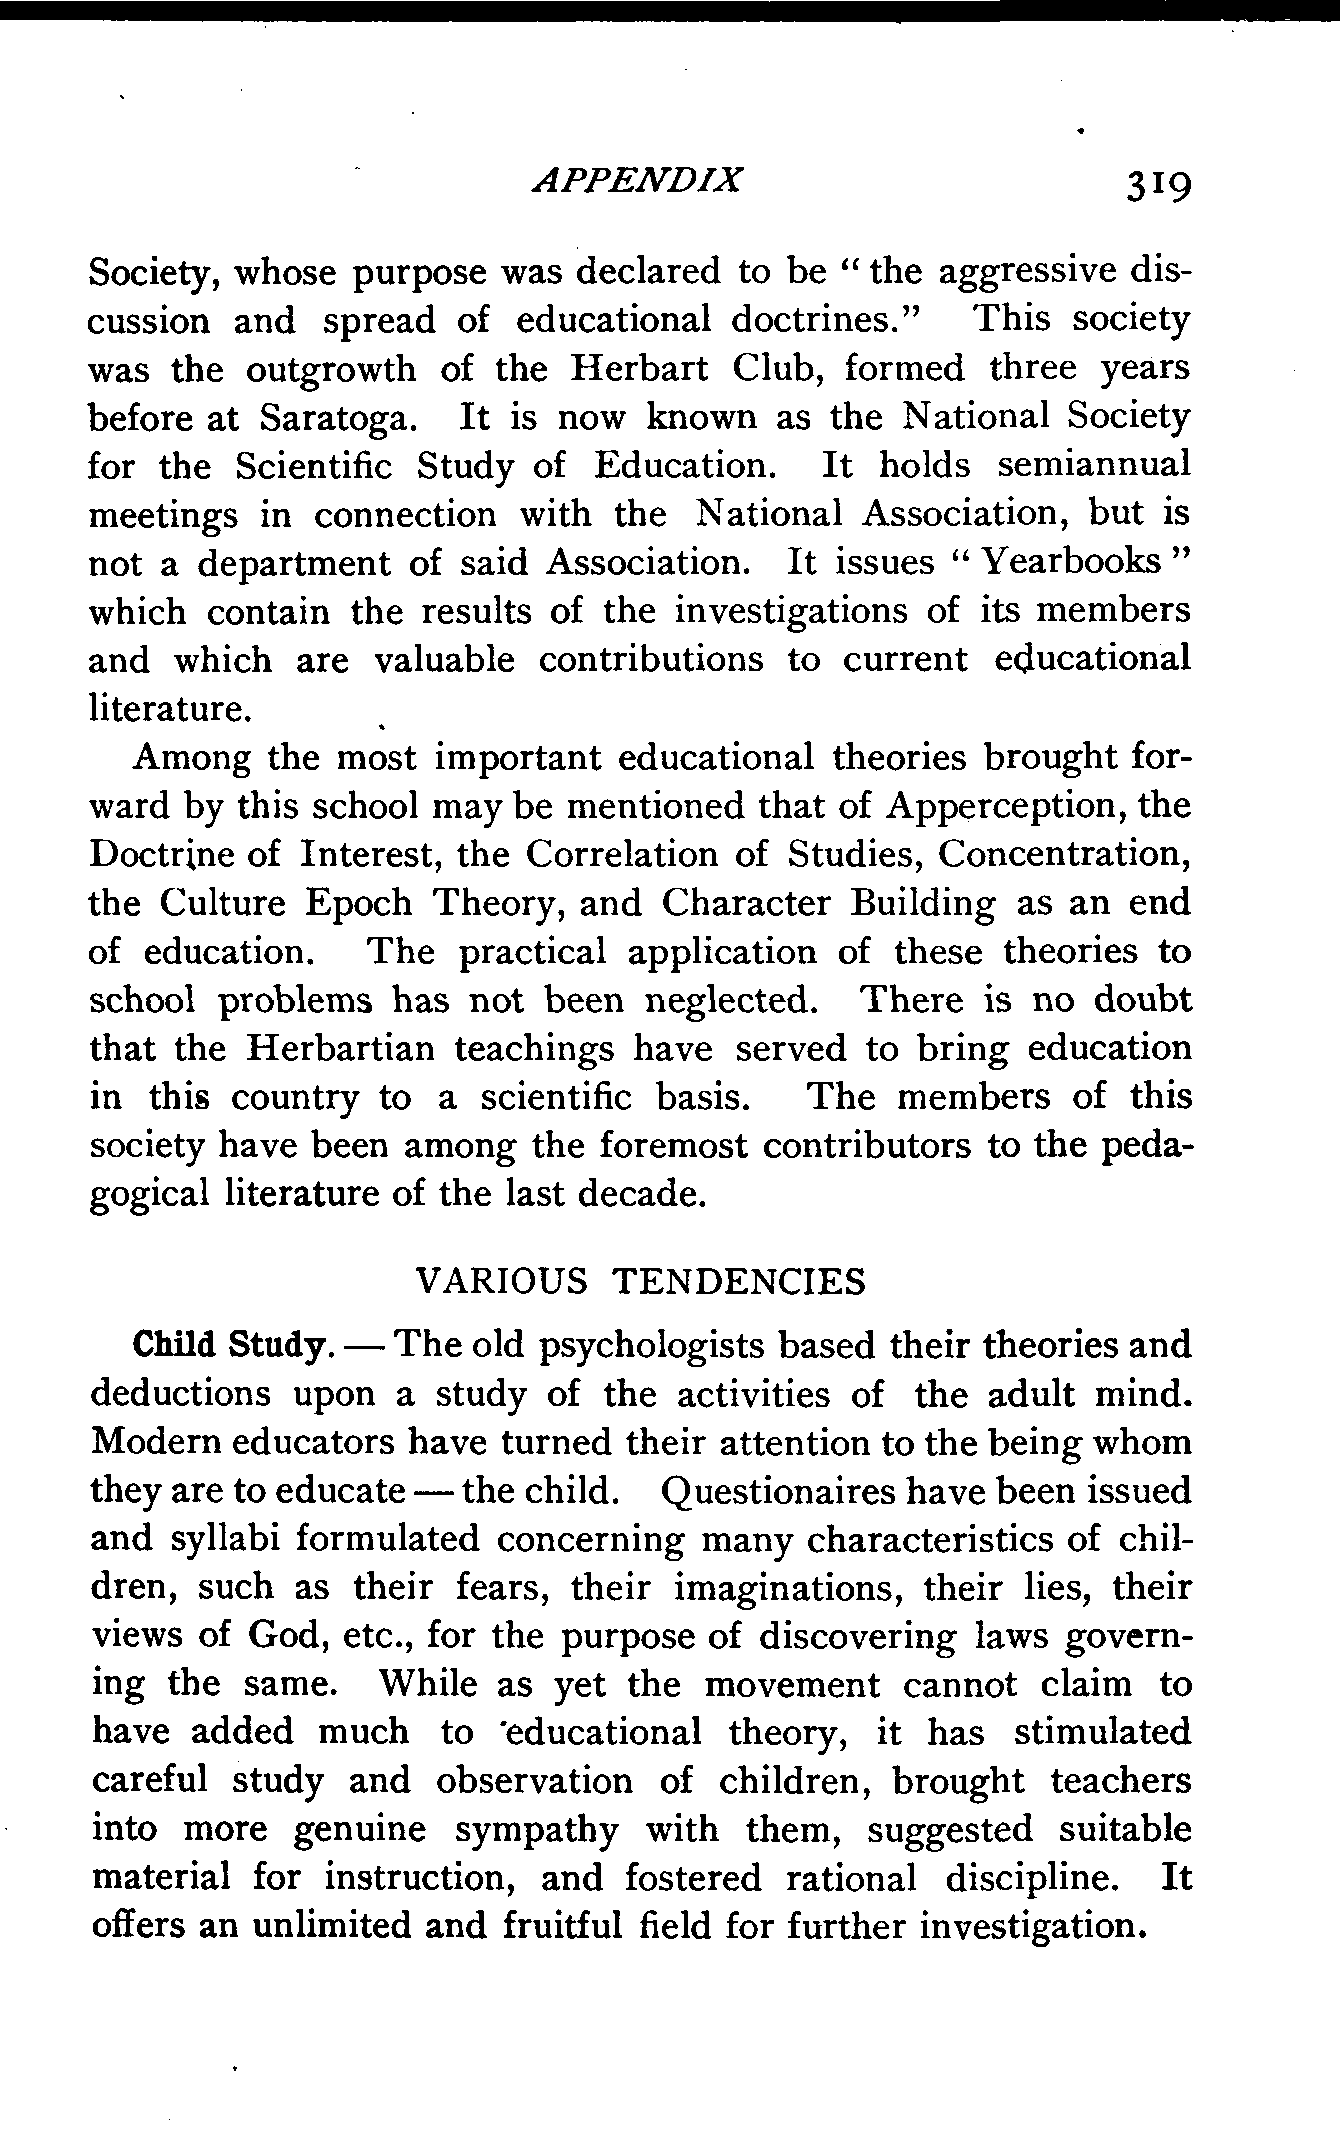 APPENDIX 319
Society, whose purpose was declared to be " the aggressive dis-
cussion and spread of educational doctrines." This society
was the outgrowth of the Herbart Club, formed three years
before at Saratoga. It is now known as the National Society
for the Scientific Study of Education. It holds semiannual
meetings in connection with the National Association, but is
not a department of said Association. It issues " Yearbooks "
which contain the results of the investigations of its members
and which are valuable contributions to current educational
literature.
Among the most important educational theories brought for-
ward by this school may be mentioned that of Apperception, the
Doctrine of Interest, the Correlation of Studies, Concentration,
the Culture Epoch Theory, and Character Building as an end
of education. The practical application of these theories to
school problems has not been neglected. There is no doubt
that the Herbartian teachings have served to bring education
in this country to a scientific basis. The members of this
society have been among the foremost contributors to the peda-
gogical literature of the last decade.
VARIOUS TENDENCIES
Child Study. — The old psychologists based their theories and
deductions upon a study of the activities of the adult mind.
Modern educators have turned their attention to the being whom
they are to educate — the child. Questionaires have been issued
and syllabi formulated concerning many characteristics of chil-
dren, such as their fears, their imaginations, their lies, their
views of God, etc., for the purpose of discovering laws govern-
ing the same. While as yet the movement cannot claim to
have added much to educational theory, it has stimulated
careful study and observation of children, brought teachers
into more genuine sympathy with them, suggested suitable
material for instruction, and fostered rational discipline. It
offers an unlimited and fruitful field for further investigation.